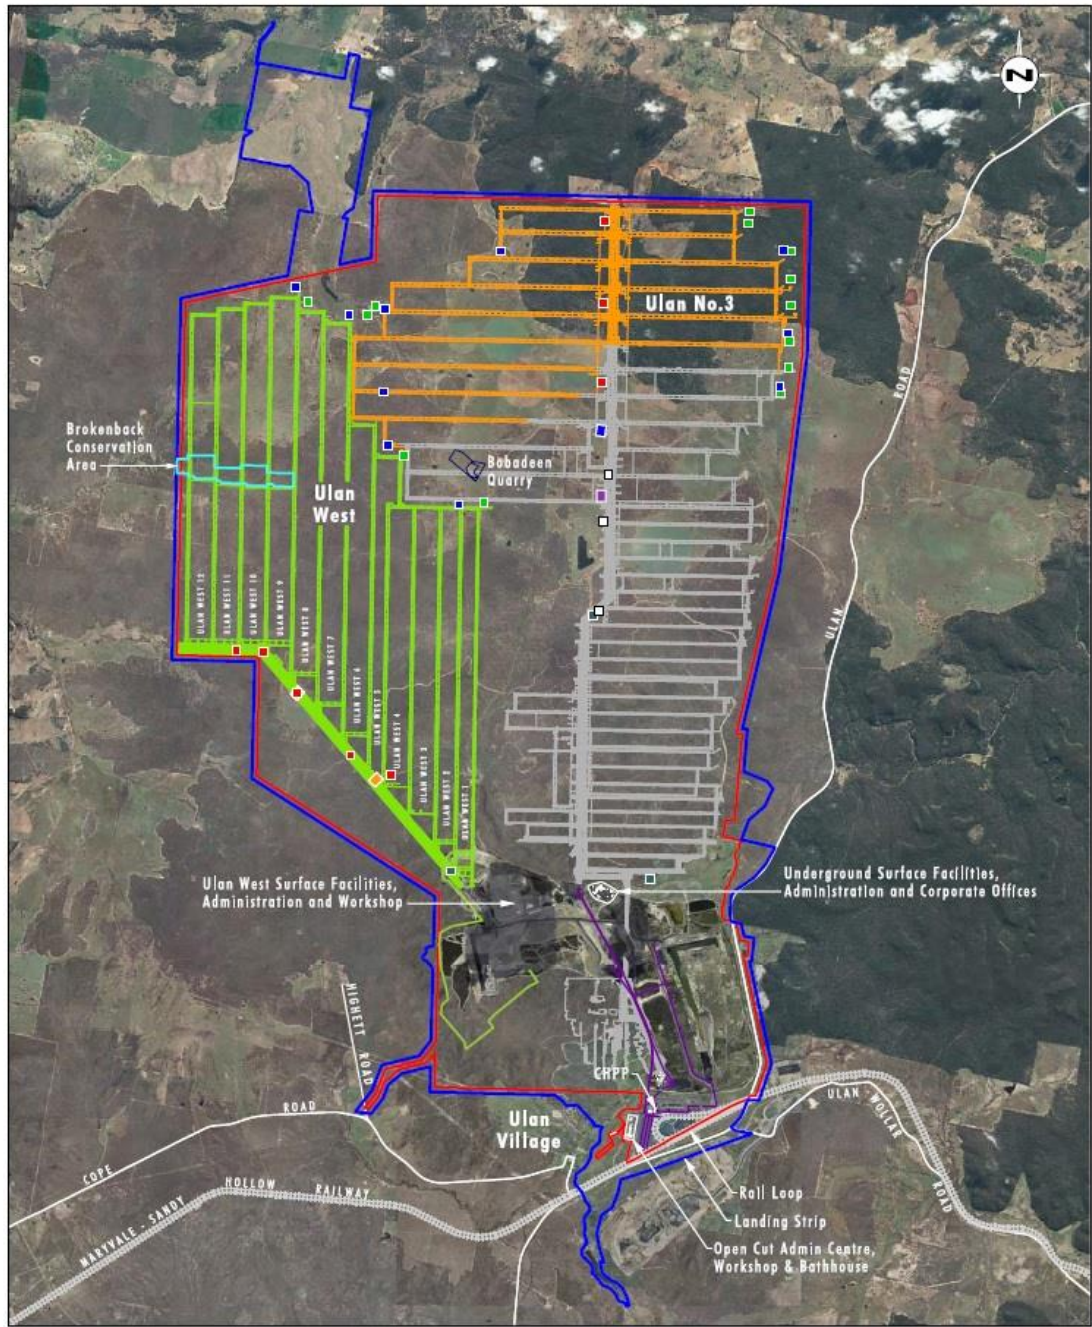 N
Ulan No.3
ROAD
Brokenback
Conservation
Area
Bobadeen
Quarry
Ulan
West
ULAN
ULAN WEST 12
ULAN WEST 11
ULAN WEST 10
ULAN WEST 9
ULAN WEST 8
ULAN WEST 7
ULAN WEST 6
ULAN WEST 5
ULAN WEST 4
ULAN WEST 3
ULAN WEST 2
ULAN WEST 1
Ulan West Surface Facilities,
Administration and Workshop
Underground Surface Facilities,
Administration and Corporate Offices
HIGHETT ROAD
CHPP
ULAN - WOLLAR ROAD
Ulan
Village
COPE ROAD
MARYVALE - SANDY HOLLOW RAILWAY
Rail Loop
Landing Strip
Open Cut Admin Centre,
Workshop & Bathhouse